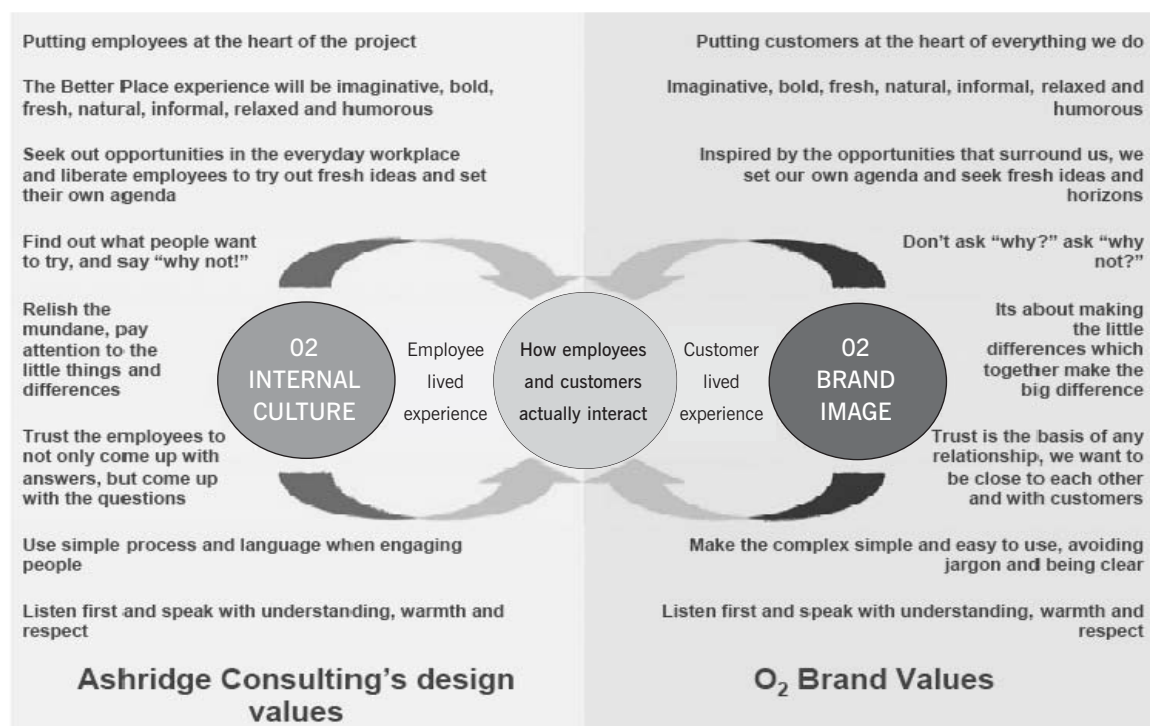 Putting employees at the heart of the project
The Better Place experience will be imaginative, bold,
fresh, natural, informal, relaxed and humorous
Seek out opportunities in the everyday workplace
and liberate employees to try out fresh ideas and set
their own agenda
Find out what people want
to try, and say “why not!”
Relish the
mundane, pay
attention to the
little things and
differences
Trust the employees to
not only come up with
answers, but come up
with the questions
Use simple process and language when engaging
people
Listen first and speak with understanding, warmth and
respect
Ashridge Consulting’s design
values
02
INTERNAL
CULTURE
Employee
lived
experience
How employees
and customers
actually interact
Customer
lived
experience
02
BRAND
IMAGE
Putting customers at the heart of everything we do
Imaginative, bold, fresh, natural, informal, relaxed and
humorous
Inspired by the opportunities that surround us, we
set our own agenda and seek fresh ideas and
horizons
Don’t ask “why?” ask “why
not?”
Its about making
the little
differences which
together make the
big difference
Trust is the basis of any
relationship, we want to
be close to each other
and with customers
Make the complex simple and easy to use, avoiding
jargon and being clear
Listen first and speak with understanding, warmth and
respect
O₂ Brand Values